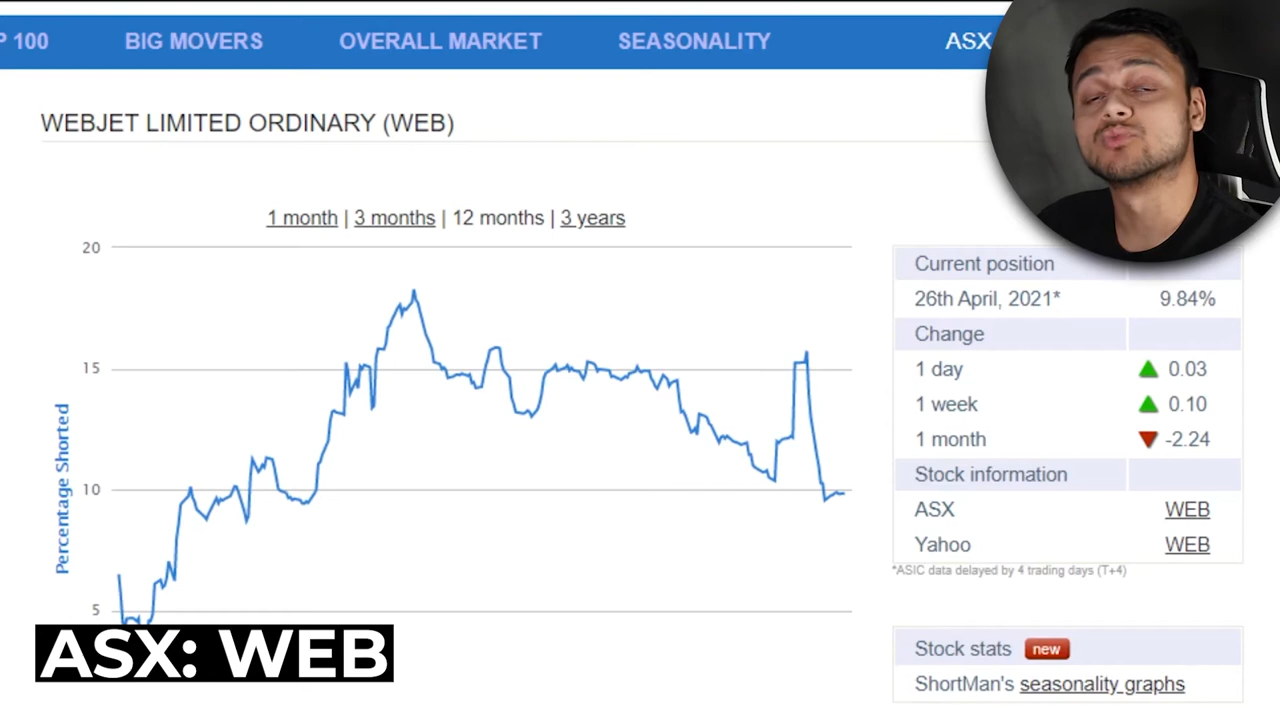 P 100 BIG MOVERS OVERALL MARKET SEASONALITY ASX
WEBJET LIMITED ORDINARY (WEB)
1 month | 3 months | 12 months | 3 years
20
15
10
5
Percentage Shorted
Current position
26th April, 2021* 9.84%
Change
1 day 0.03
1 week 0.10
1 month -2.24
Stock information
ASX WEB
Yahoo WEB
*ASIC data delayed by 4 trading days (T+4)
Stock stats new
ShortMan's seasonality graphs
ASX: WEB